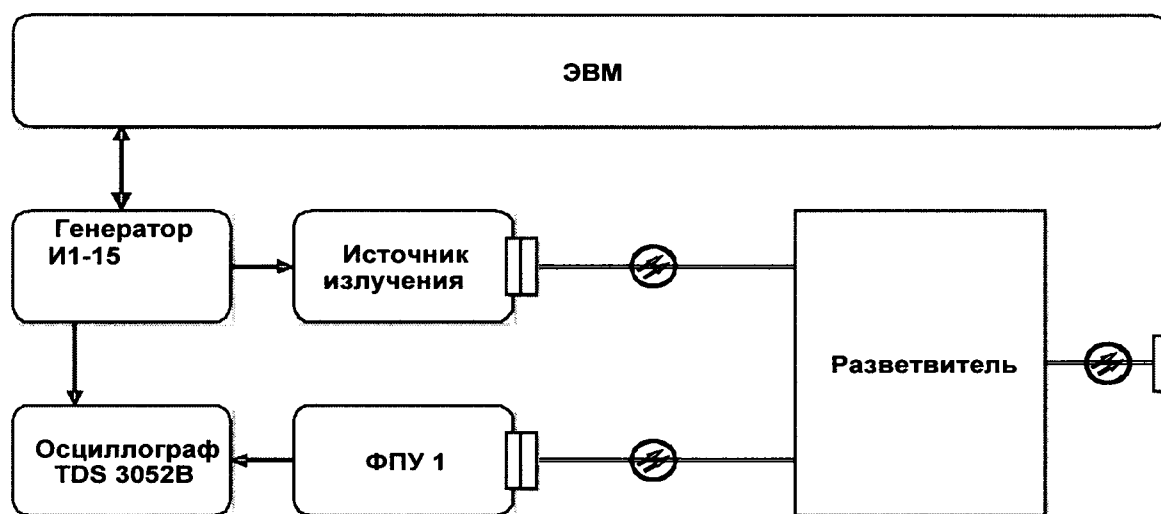 ЭВМ
Генератор
И1-15
Источник
излучения
Разветвитель
Осциллограф
TDS 3052B
ФПУ 1